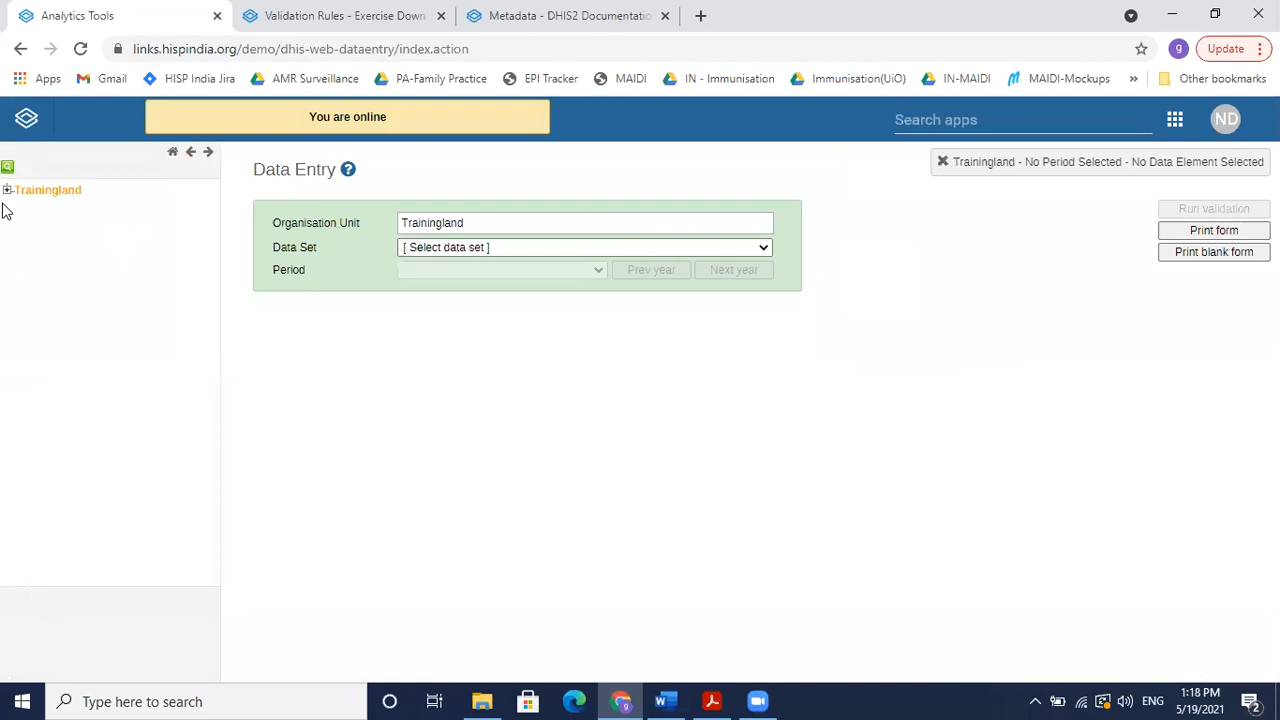 Analytics Tools
Validation Rules - Exercise Down
Metadata - DHIS2 Documentatio
links.hispindia.org/demo/dhis-web-dataentry/index.action
g
Update
Apps
Gmail
HISP India Jira
AMR Surveillance
PA-Family Practice
EPI Tracker
MAIDI
IN - Immunisation
Immunisation(UiO)
IN-MAIDI
MAIDI-Mockups
»
Other bookmarks
You are online
Search apps
ND
Trainingland
Data Entry
Trainingland - No Period Selected - No Data Element Selected
Organisation Unit
Trainingland
Data Set
[ Select data set ]
Period
Prev year
Next year
Run validation
Print form
Print blank form
Type here to search
ENG
1:18 PM
5/19/2021
2